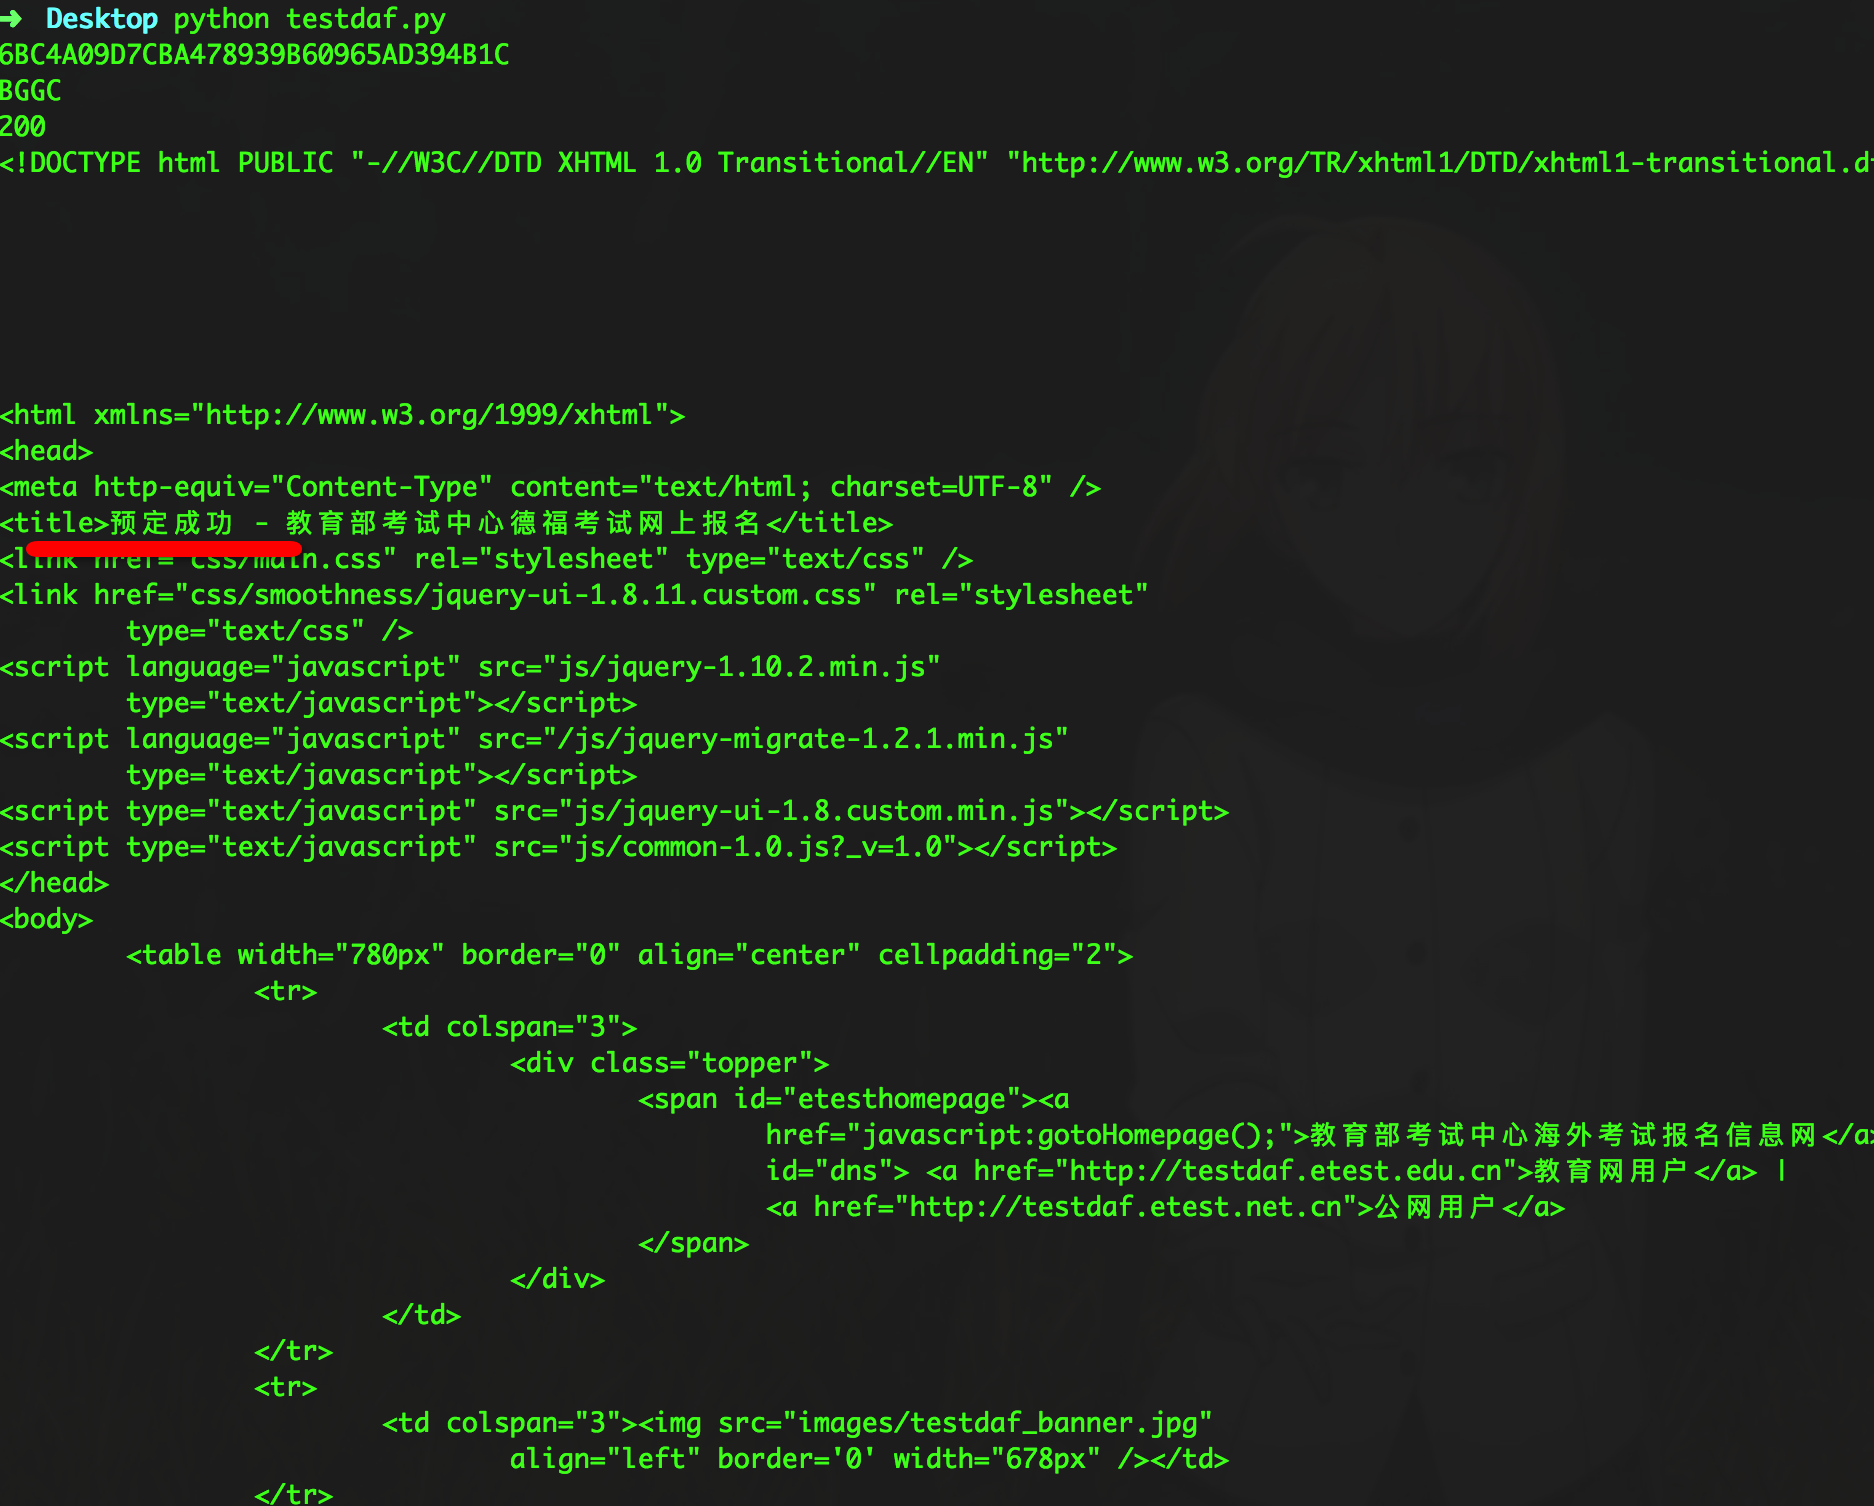 ➜ Desktop python testdaf.py
6BC4A09D7CBA478939B60965AD394B1C
BGGC
200
<!DOCTYPE html PUBLIC "-//W3C//DTD XHTML 1.0 Transitional//EN" "http://www.w3.org/TR/xhtml1/DTD/xhtml1-transitional.dt
<html xmlns="http://www.w3.org/1999/xhtml">
<head>
<meta http-equiv="Content-Type" content="text/html; charset=UTF-8" />
<title>预定成功 - 教育部考试中心德福考试网上报名</title>
<link href="css/main.css" rel="stylesheet" type="text/css" />
<link href="css/smoothness/jquery-ui-1.8.11.custom.css" rel="stylesheet"
type="text/css" />
<script language="javascript" src="js/jquery-1.10.2.min.js"
type="text/javascript"></script>
<script language="javascript" src="/js/jquery-migrate-1.2.1.min.js"
type="text/javascript"></script>
<script type="text/javascript" src="js/jquery-ui-1.8.custom.min.js"></script>
<script type="text/javascript" src="js/common-1.0.js?_v=1.0"></script>
</head>
<body>
<table width="780px" border="0" align="center" cellpadding="2">
<tr>
<td colspan="3">
<div class="topper">
<span id="etesthomepage"><a
href="javascript:gotoHomepage();">教育部考试中心海外考试报名信息网</a>
id="dns"> <a href="http://testdaf.etest.edu.cn">教育网用户</a> |
<a href="http://testdaf.etest.net.cn">公网用户</a>
</span>
</div>
</td>
</tr>
<tr>
<td colspan="3"><img src="images/testdaf_banner.jpg"
align="left" border='0' width="678px" /></td>
</tr>